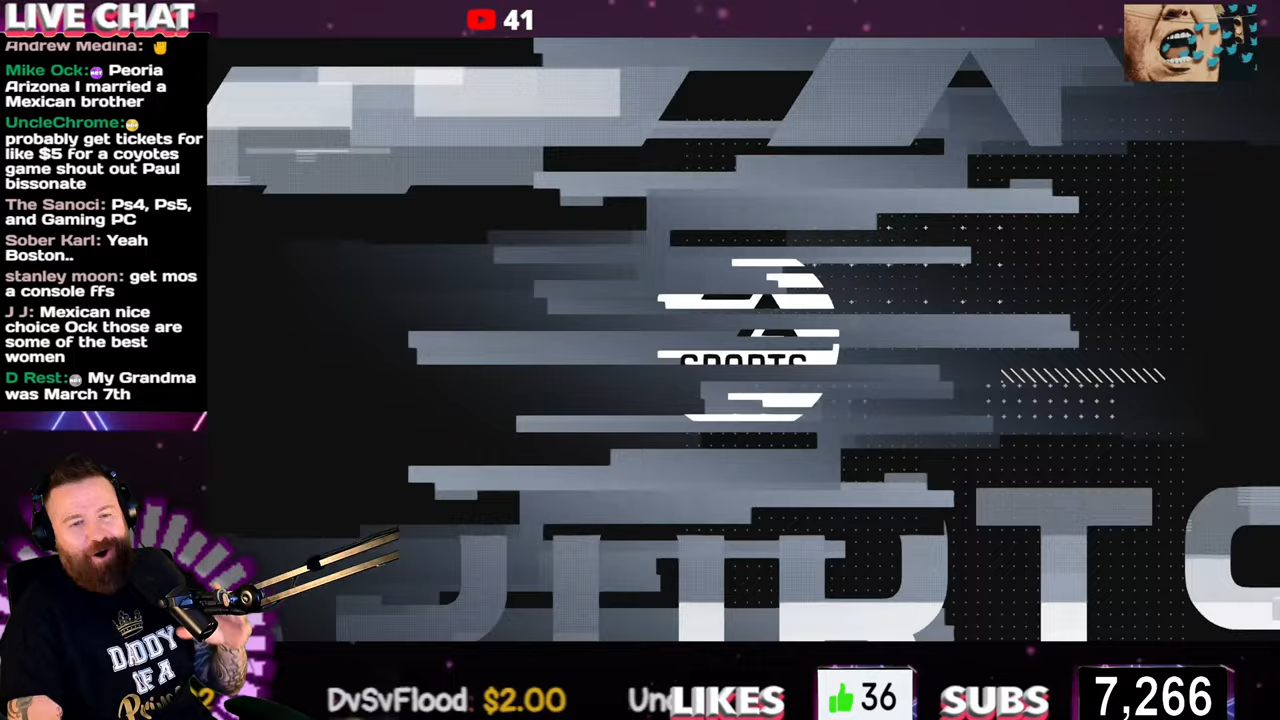 LIVE CHAT
41
Andrew Medina:
Mike Ock: Peoria
Arizona I married a
Mexican brother
UncleChrome:
probably get tickets for
like $5 for a coyotes
game shout out Paul
bissonate
The Sanoci: Ps4, Ps5,
and Gaming PC
Sober Karl: Yeah
Boston..
stanley moon: get mos
a console ffs
J J: Mexican nice
choice Ock those are
some of the best
women
D Rest: My Grandma
was March 7th
SPORTS
DADDY
OF A
DvSvFlood: $2.00
LIKES
36
SUBS
7,266